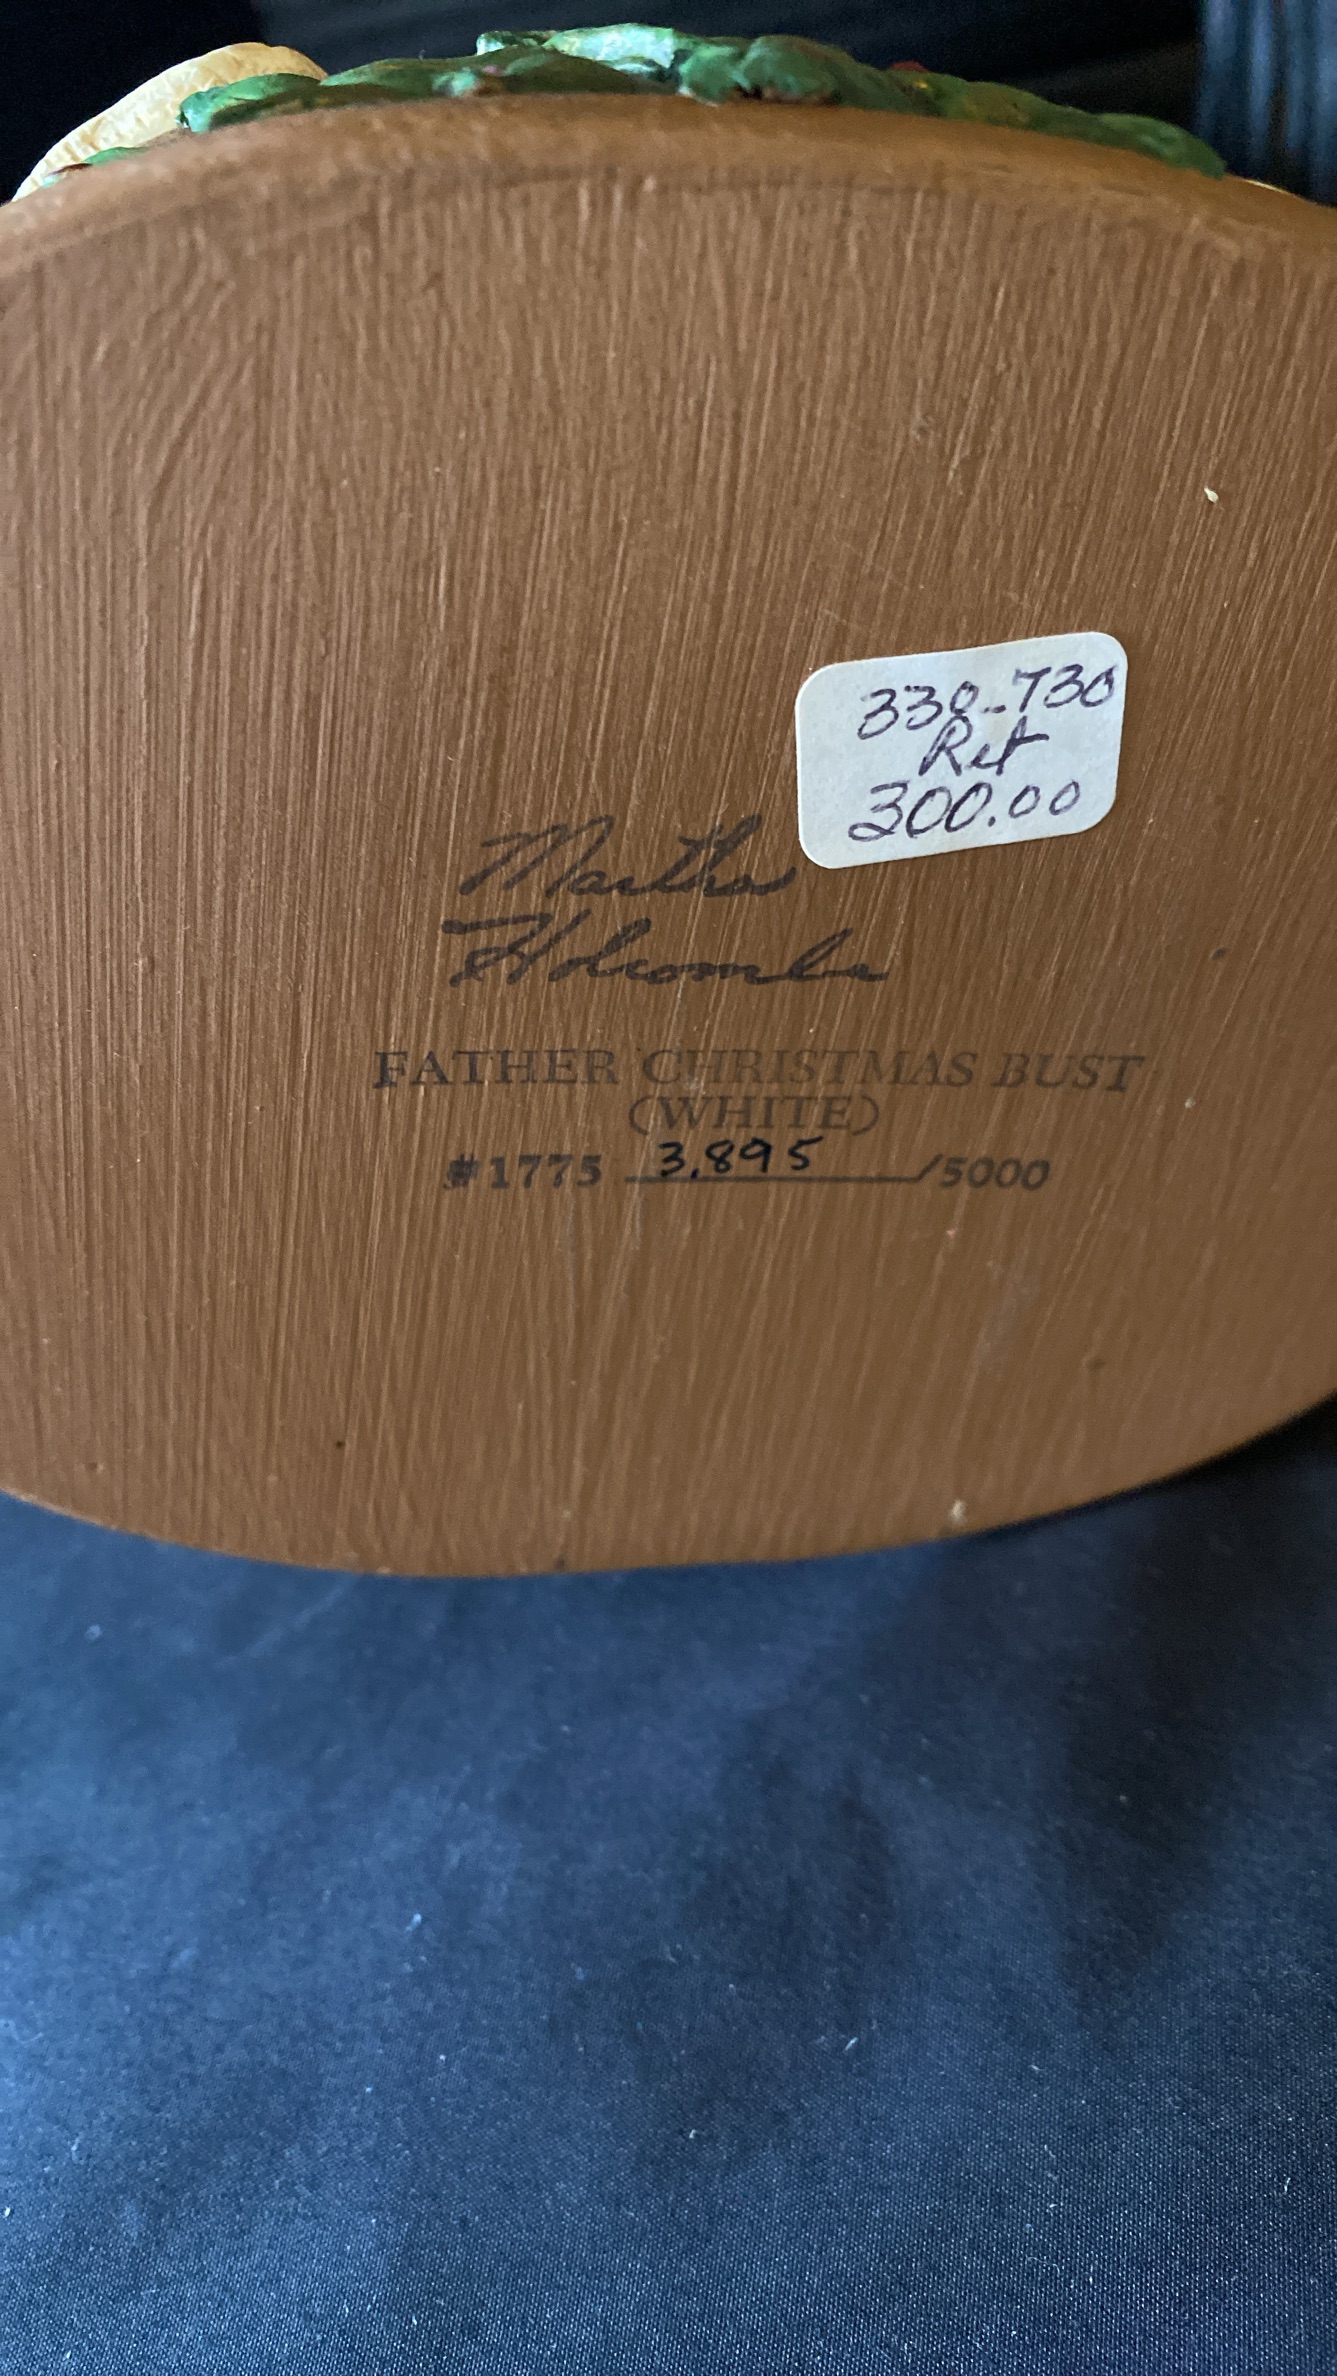 330-730
Ret
300.00
Martha
Holcombe
FATHER CHRISTMAS BUST
(WHITE)
#1775 3,895/5000